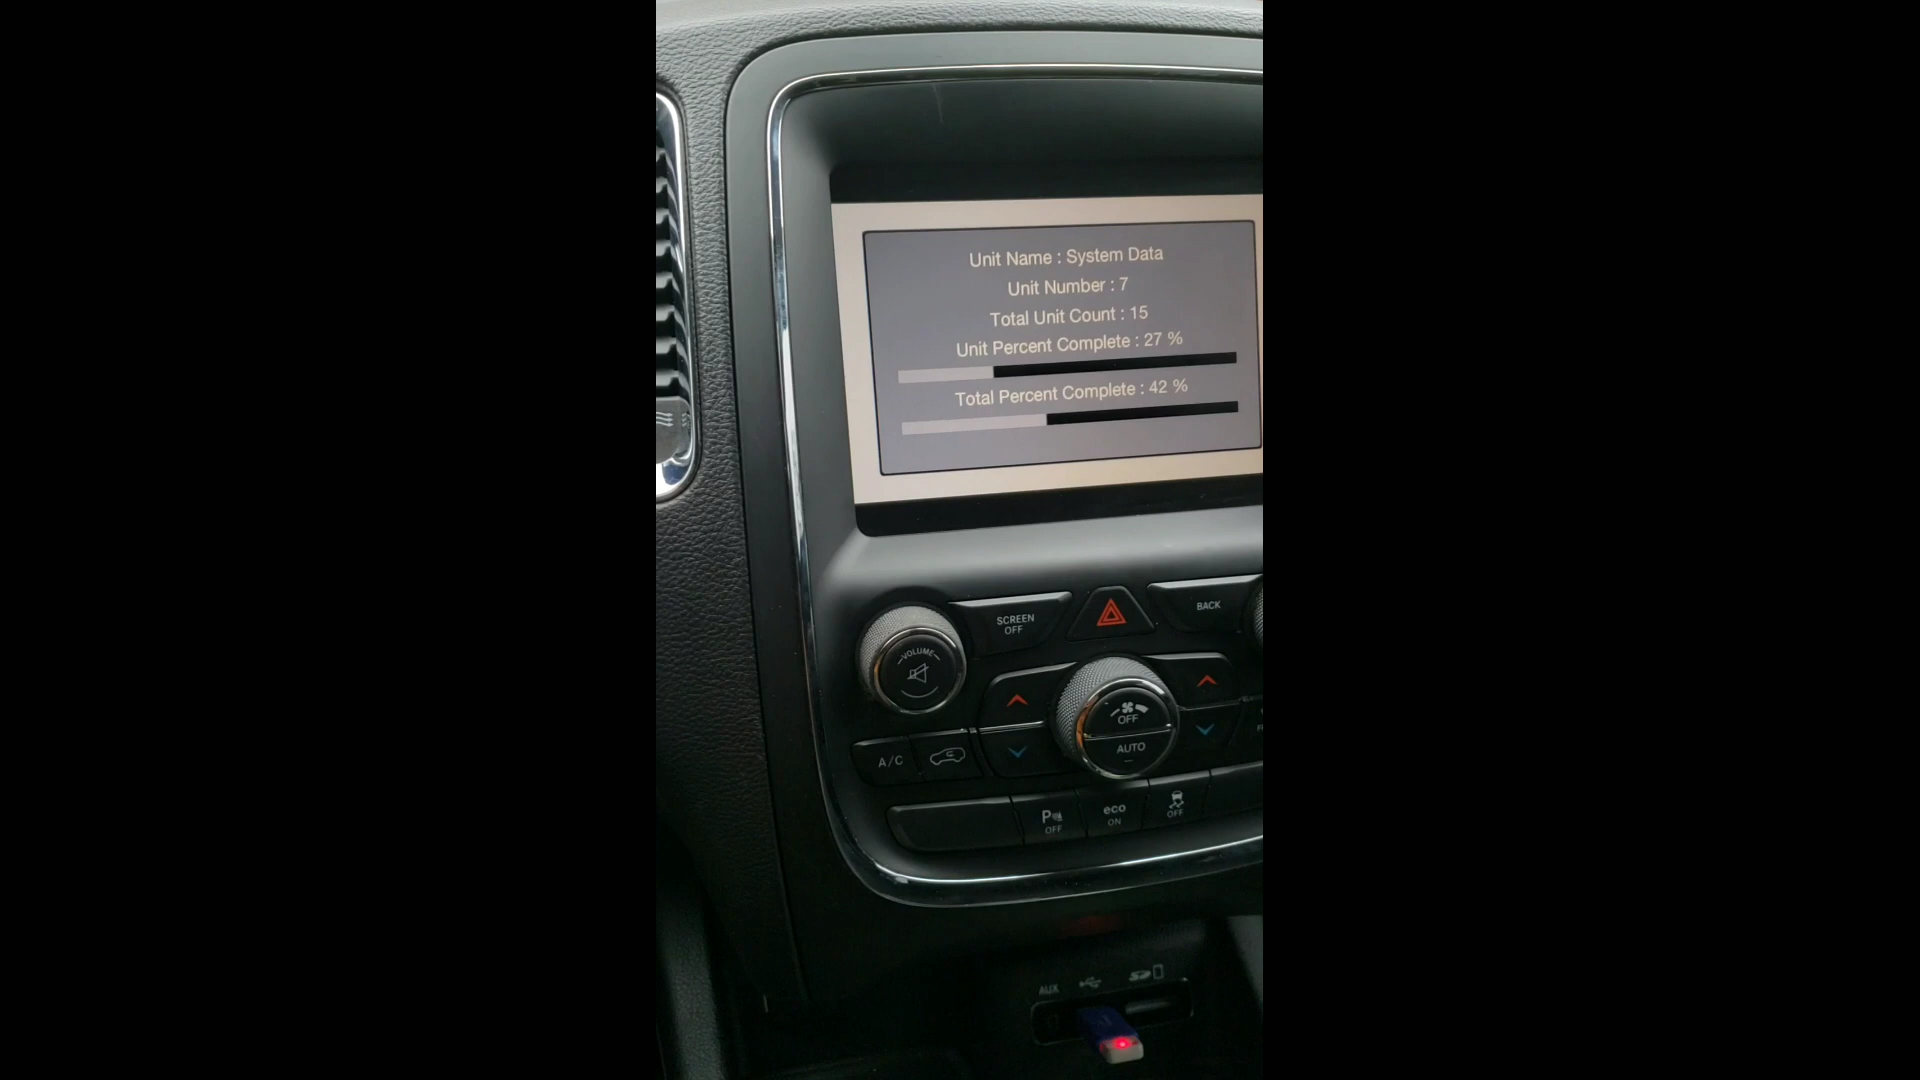 Unit Name : System Data
Unit Number : 7
Total Unit Count : 15
Unit Percent Complete : 27 %
Total Percent Complete : 42 %
SCREEN
OFF
BACK
VOLUME
OFF
AUTO
A/C
P
OFF
eco
ON
OFF
AUX